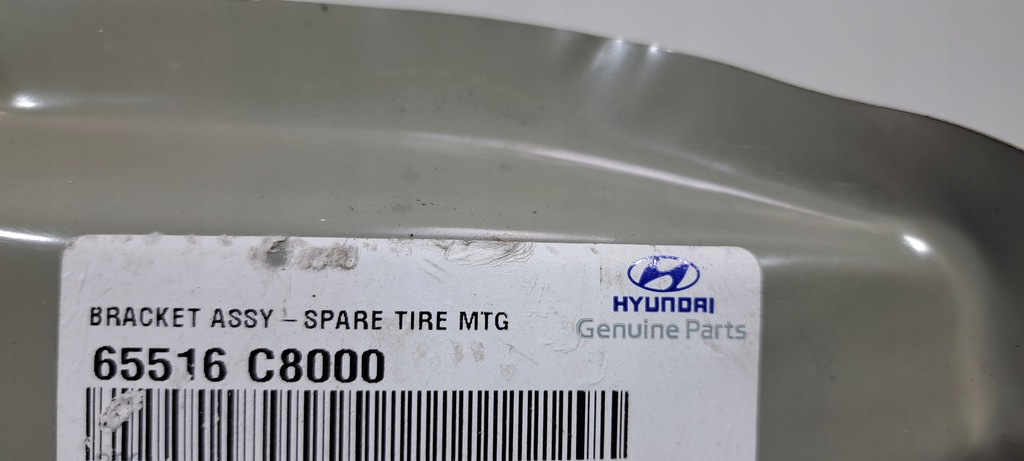 HYUNDAI
Genuine Parts
BRACKET ASSY - SPARE TIRE MTG
65516 C8000